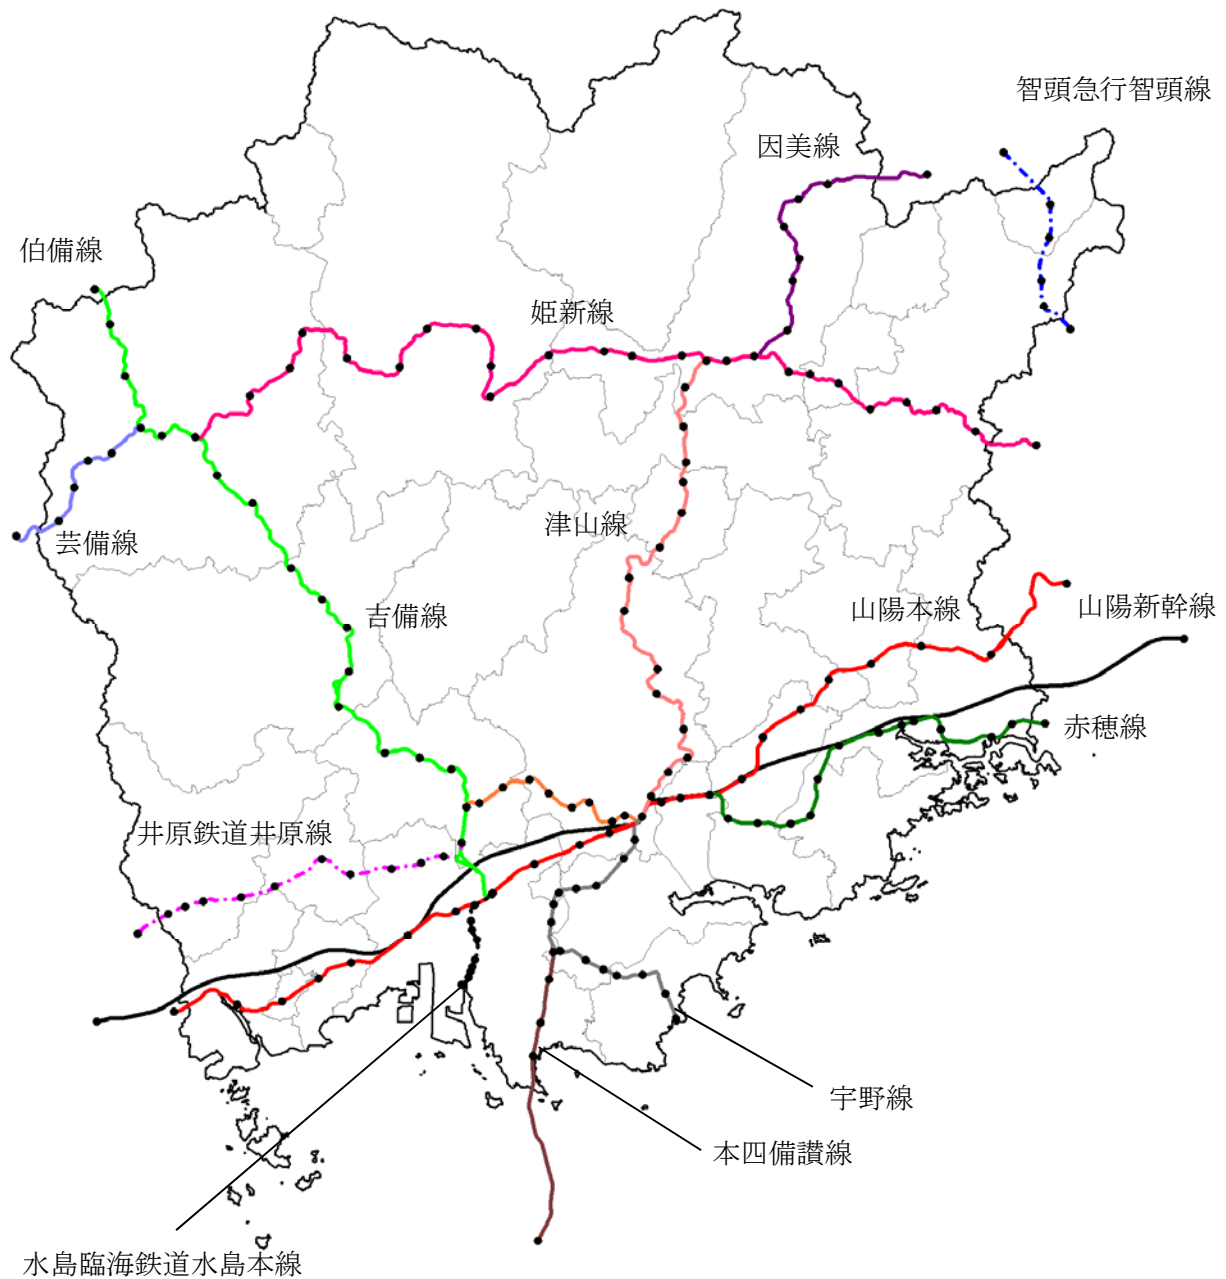 智頭急行智頭線
因美線
伯備線
姫新線
津山線
芸備線
吉備線
山陽本線
山陽新幹線
赤穂線
井原鉄道井原線
宇野線
本四備讃線
水島臨海鉄道水島本線